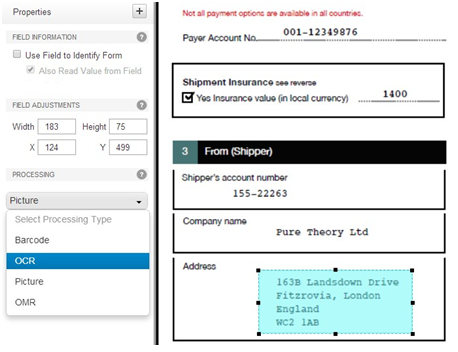 Properties +
FIELD INFORMATION ?
Use Field to Identify Form
Also Read Value from Field
FIELD ADJUSTMENTS ?
Width 183 Height 75
X 124 Y 499
PROCESSING ?
Picture
Select Processing Type
Barcode
OCR
Picture
OMR
Not all payment options are available in all countries.
Payer Account No. 001-12349876
Shipment Insurance see reverse
Yes Insurance value (in local currency) 1400
3 From (Shipper)
Shipper's account number
155-22263
Company name
Pure Theory Ltd
Address
163B Landsdown Drive
Fitzrovia, London
England
WC2 1AB